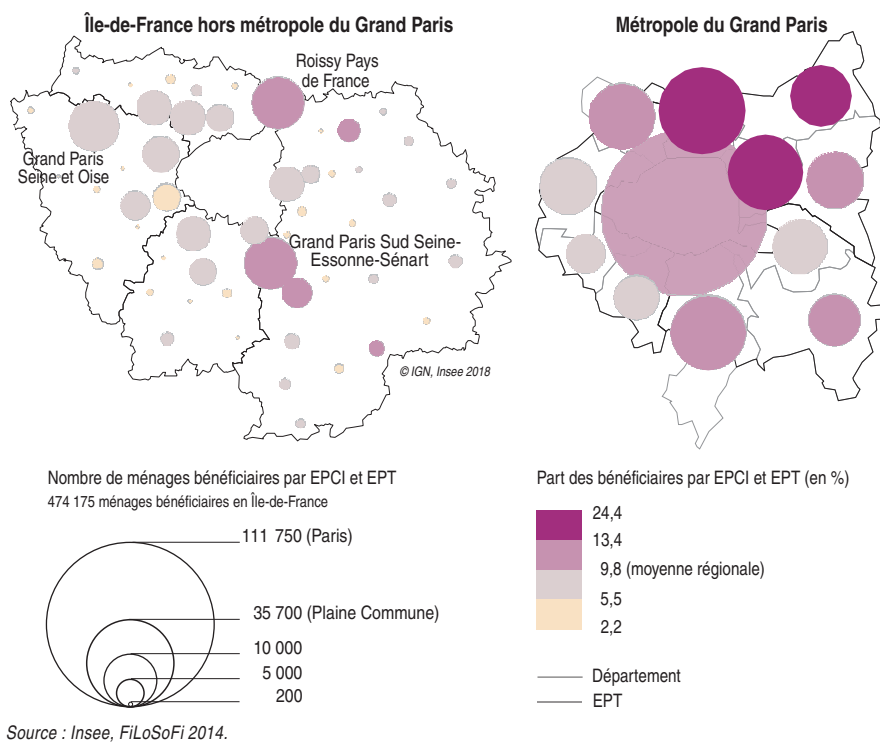 Île-de-France hors métropole du Grand Paris
Métropole du Grand Paris
Roissy Pays
de France
Grand Paris
Seine et Oise
Grand Paris Sud Seine-
Essonne-Sénart
© IGN, Insee 2018
Nombre de ménages bénéficiaires par EPCI et EPT
474 175 ménages bénéficiaires en Île-de-France
111 750 (Paris)
35 700 (Plaine Commune)
10 000
5 000
200
Part des bénéficiaires par EPCI et EPT (en %)
24,4
13,4
9,8 (moyenne régionale)
5,5
2,2
Département
EPT
Source : Insee, FiLoSoFi 2014.